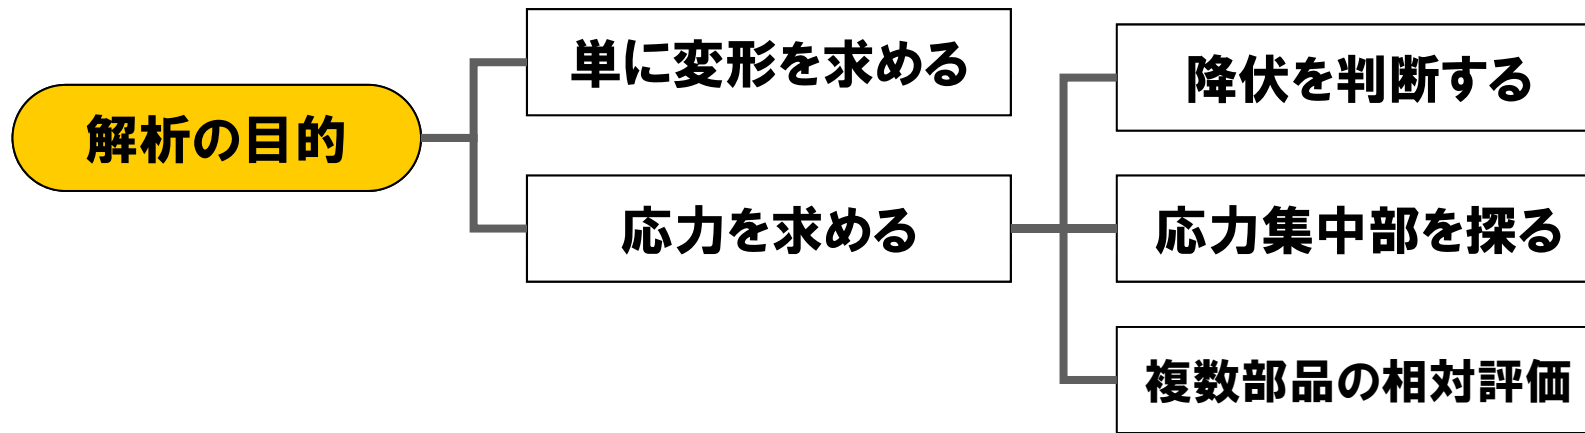 解析の目的
単に変形を求める
応力を求める
降伏を判断する
応力集中部を探る
複数部品の相対評価